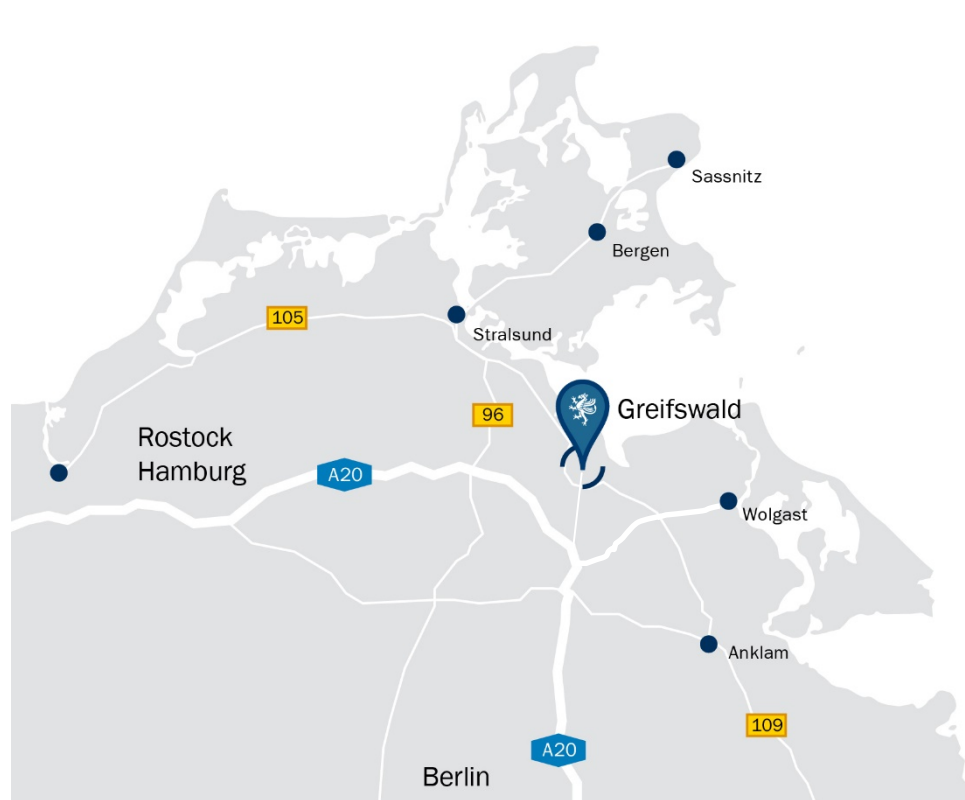 Sassnitz
Bergen
105
Stralsund
96
Greifswald
Rostock
Hamburg
A20
Wolgast
Anklam
109
A20
Berlin